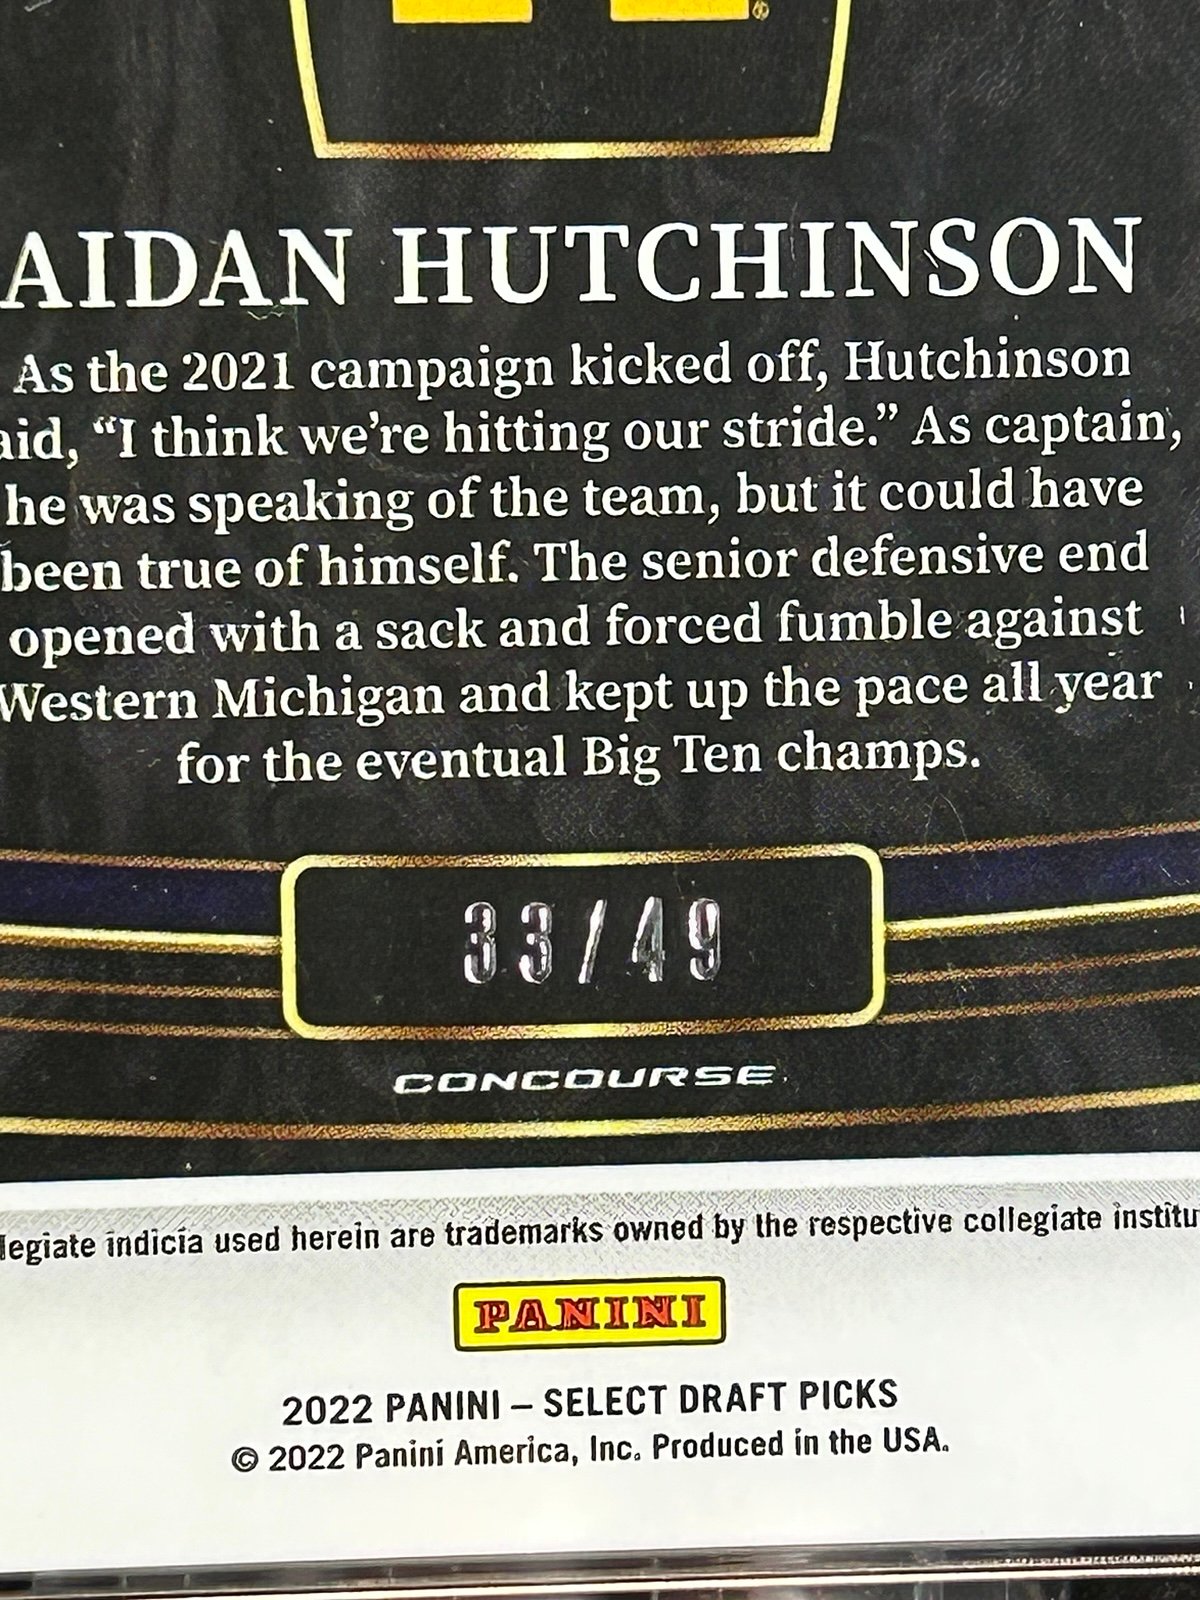 AIDAN HUTCHINSON
As the 2021 campaign kicked off, Hutchinson
aid, “I think we’re hitting our stride.” As captain,
he was speaking of the team, but it could have
been true of himself. The senior defensive end
opened with a sack and forced fumble against
Western Michigan and kept up the pace all year
for the eventual Big Ten champs.
33/49
CONCOURSE
legiate indicia used herein are trademarks owned by the respective collegiate institu
PANINI
2022 PANINI – SELECT DRAFT PICKS
© 2022 Panini America, Inc. Produced in the USA.